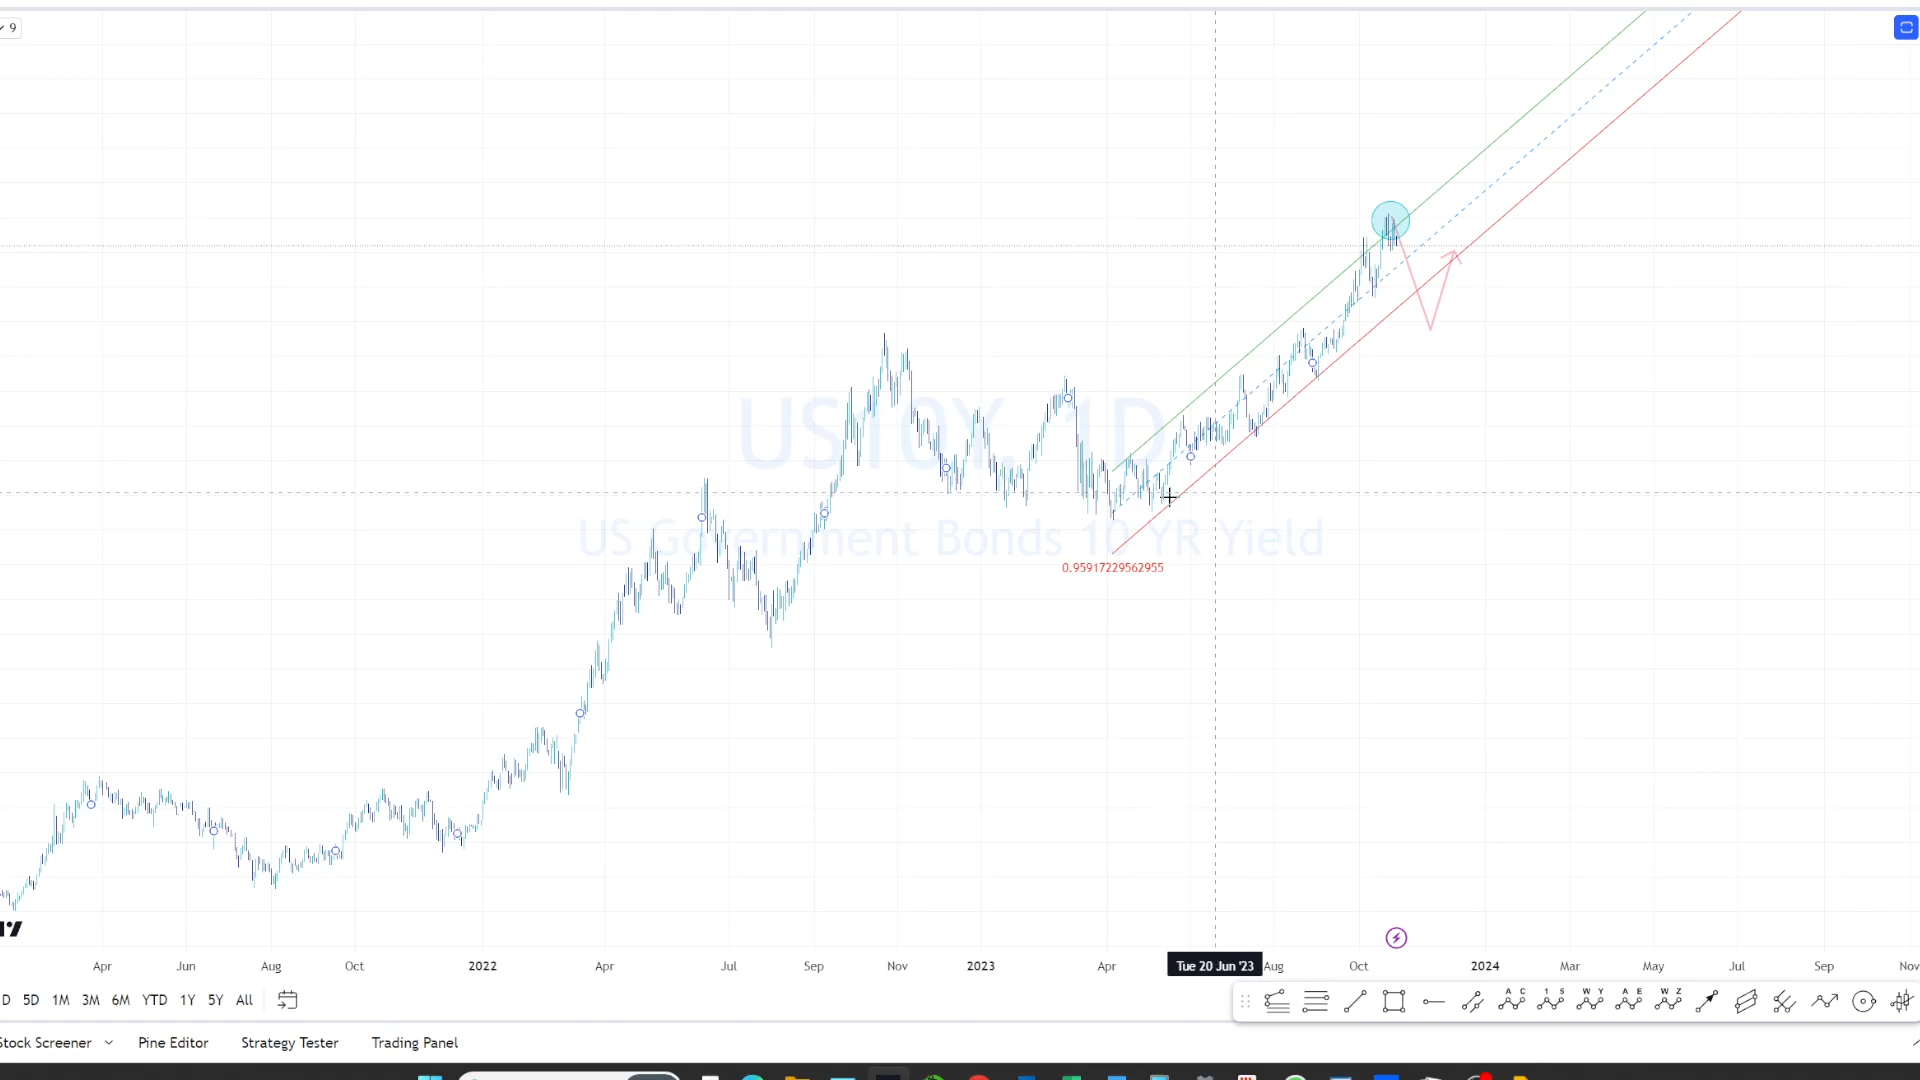 9
US10Y, 1D
US Government Bonds 10 YR Yield
0.95917229562955
Apr Jun Aug Oct 2022 Apr Jul Sep Nov 2023 Apr Tue 20 Jun '23 Aug Oct 2024 Mar May Jul Sep Nov
D 5D 1M 3M 6M YTD 1Y 5Y All
A C 1 5 W Y A E W Z
Stock Screener Pine Editor Strategy Tester Trading Panel